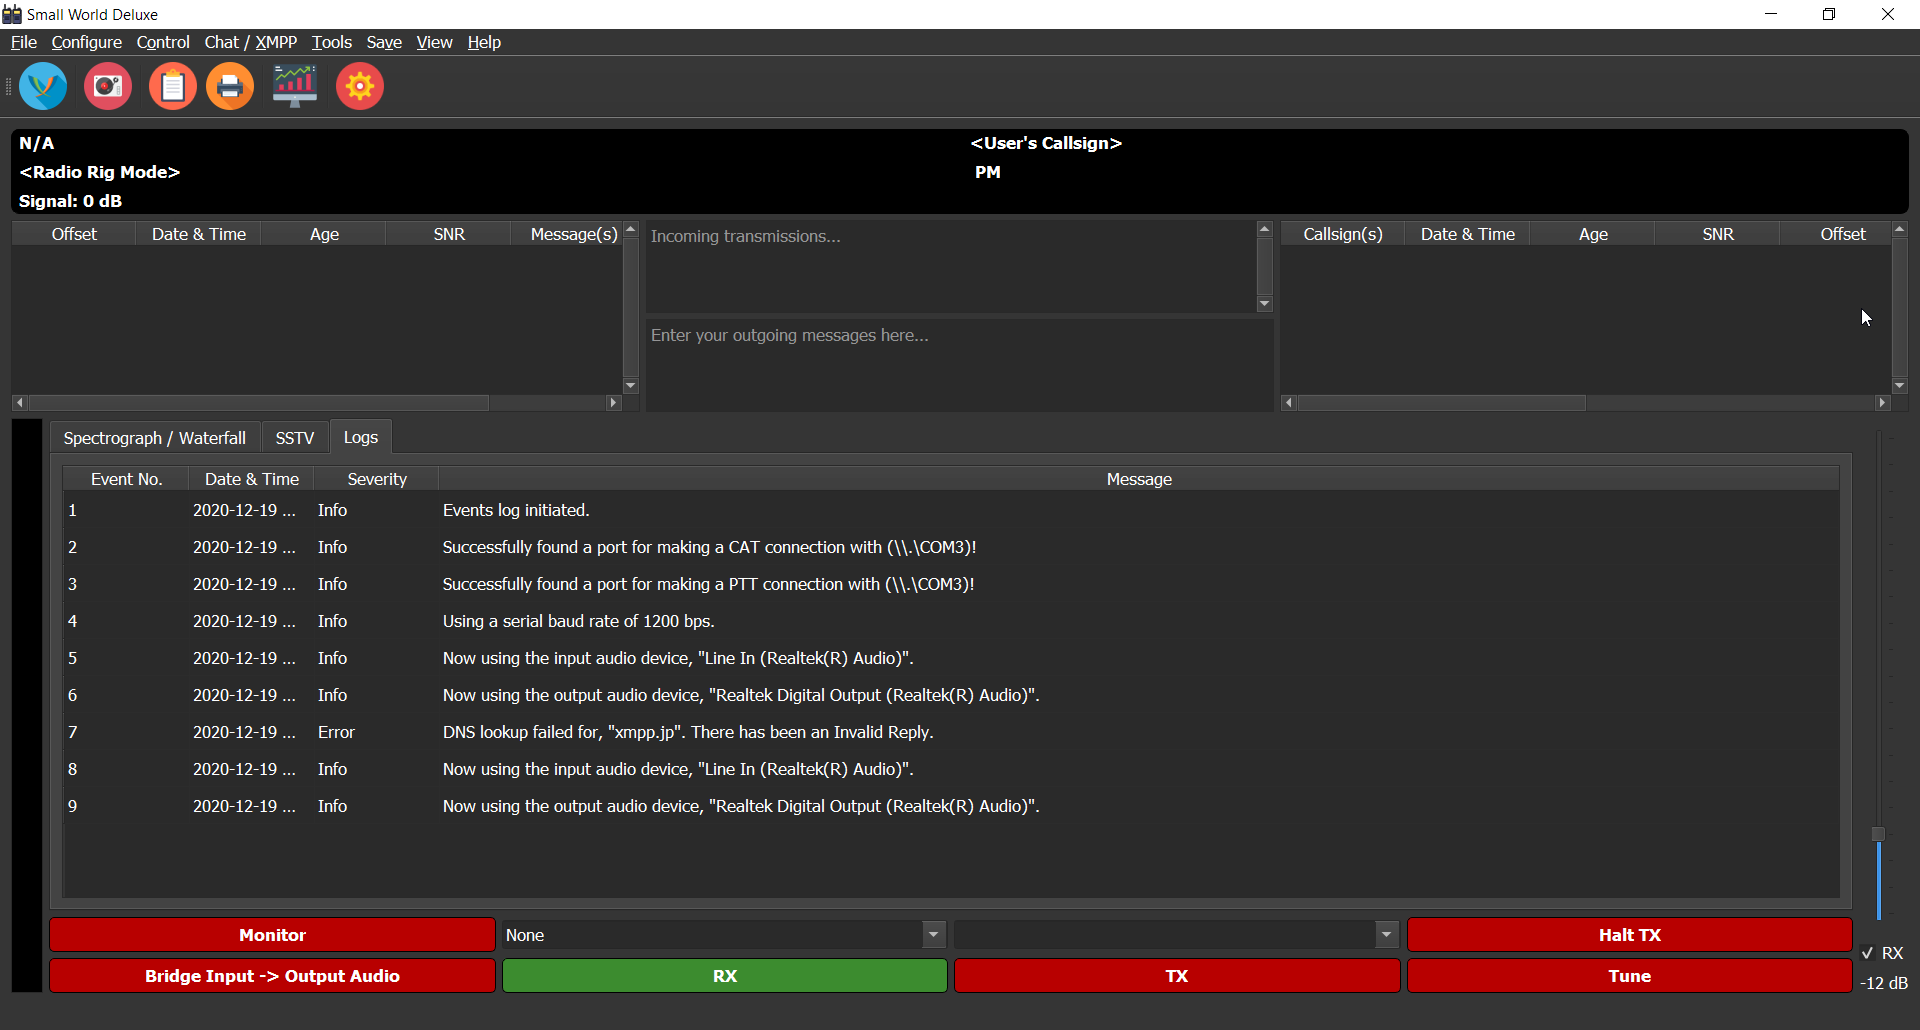 Small World Deluxe
File Configure Control Chat / XMPP Tools Save View Help
N/A
<User's Callsign>
<Radio Rig Mode>
PM
Signal: 0 dB
Offset Date & Time Age SNR Message(s)
Incoming transmissions...
Enter your outgoing messages here...
Callsign(s) Date & Time Age SNR Offset
Spectrograph / Waterfall SSTV Logs
Event No. Date & Time Severity Message
1 2020-12-19 ... Info Events log initiated.
2 2020-12-19 ... Info Successfully found a port for making a CAT connection with (\\.\COM3)!
3 2020-12-19 ... Info Successfully found a port for making a PTT connection with (\\.\COM3)!
4 2020-12-19 ... Info Using a serial baud rate of 1200 bps.
5 2020-12-19 ... Info Now using the input audio device, "Line In (Realtek(R) Audio)".
6 2020-12-19 ... Info Now using the output audio device, "Realtek Digital Output (Realtek(R) Audio)".
7 2020-12-19 ... Error DNS lookup failed for, "xmpp.jp". There has been an Invalid Reply.
8 2020-12-19 ... Info Now using the input audio device, "Line In (Realtek(R) Audio)".
9 2020-12-19 ... Info Now using the output audio device, "Realtek Digital Output (Realtek(R) Audio)".
Monitor None Halt TX
RX
Bridge Input -> Output Audio RX TX Tune
-12 dB